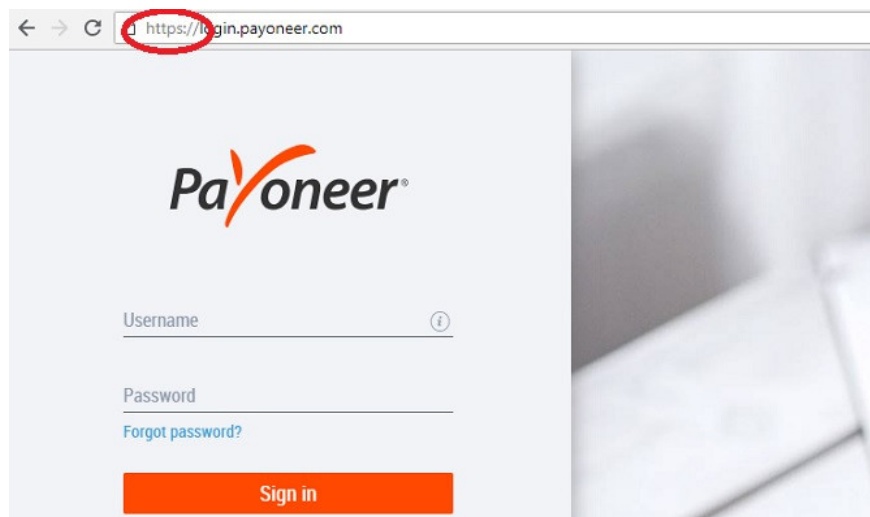 https://login.payoneer.com
Payoneer®
Username
Password
Forgot password?
Sign in